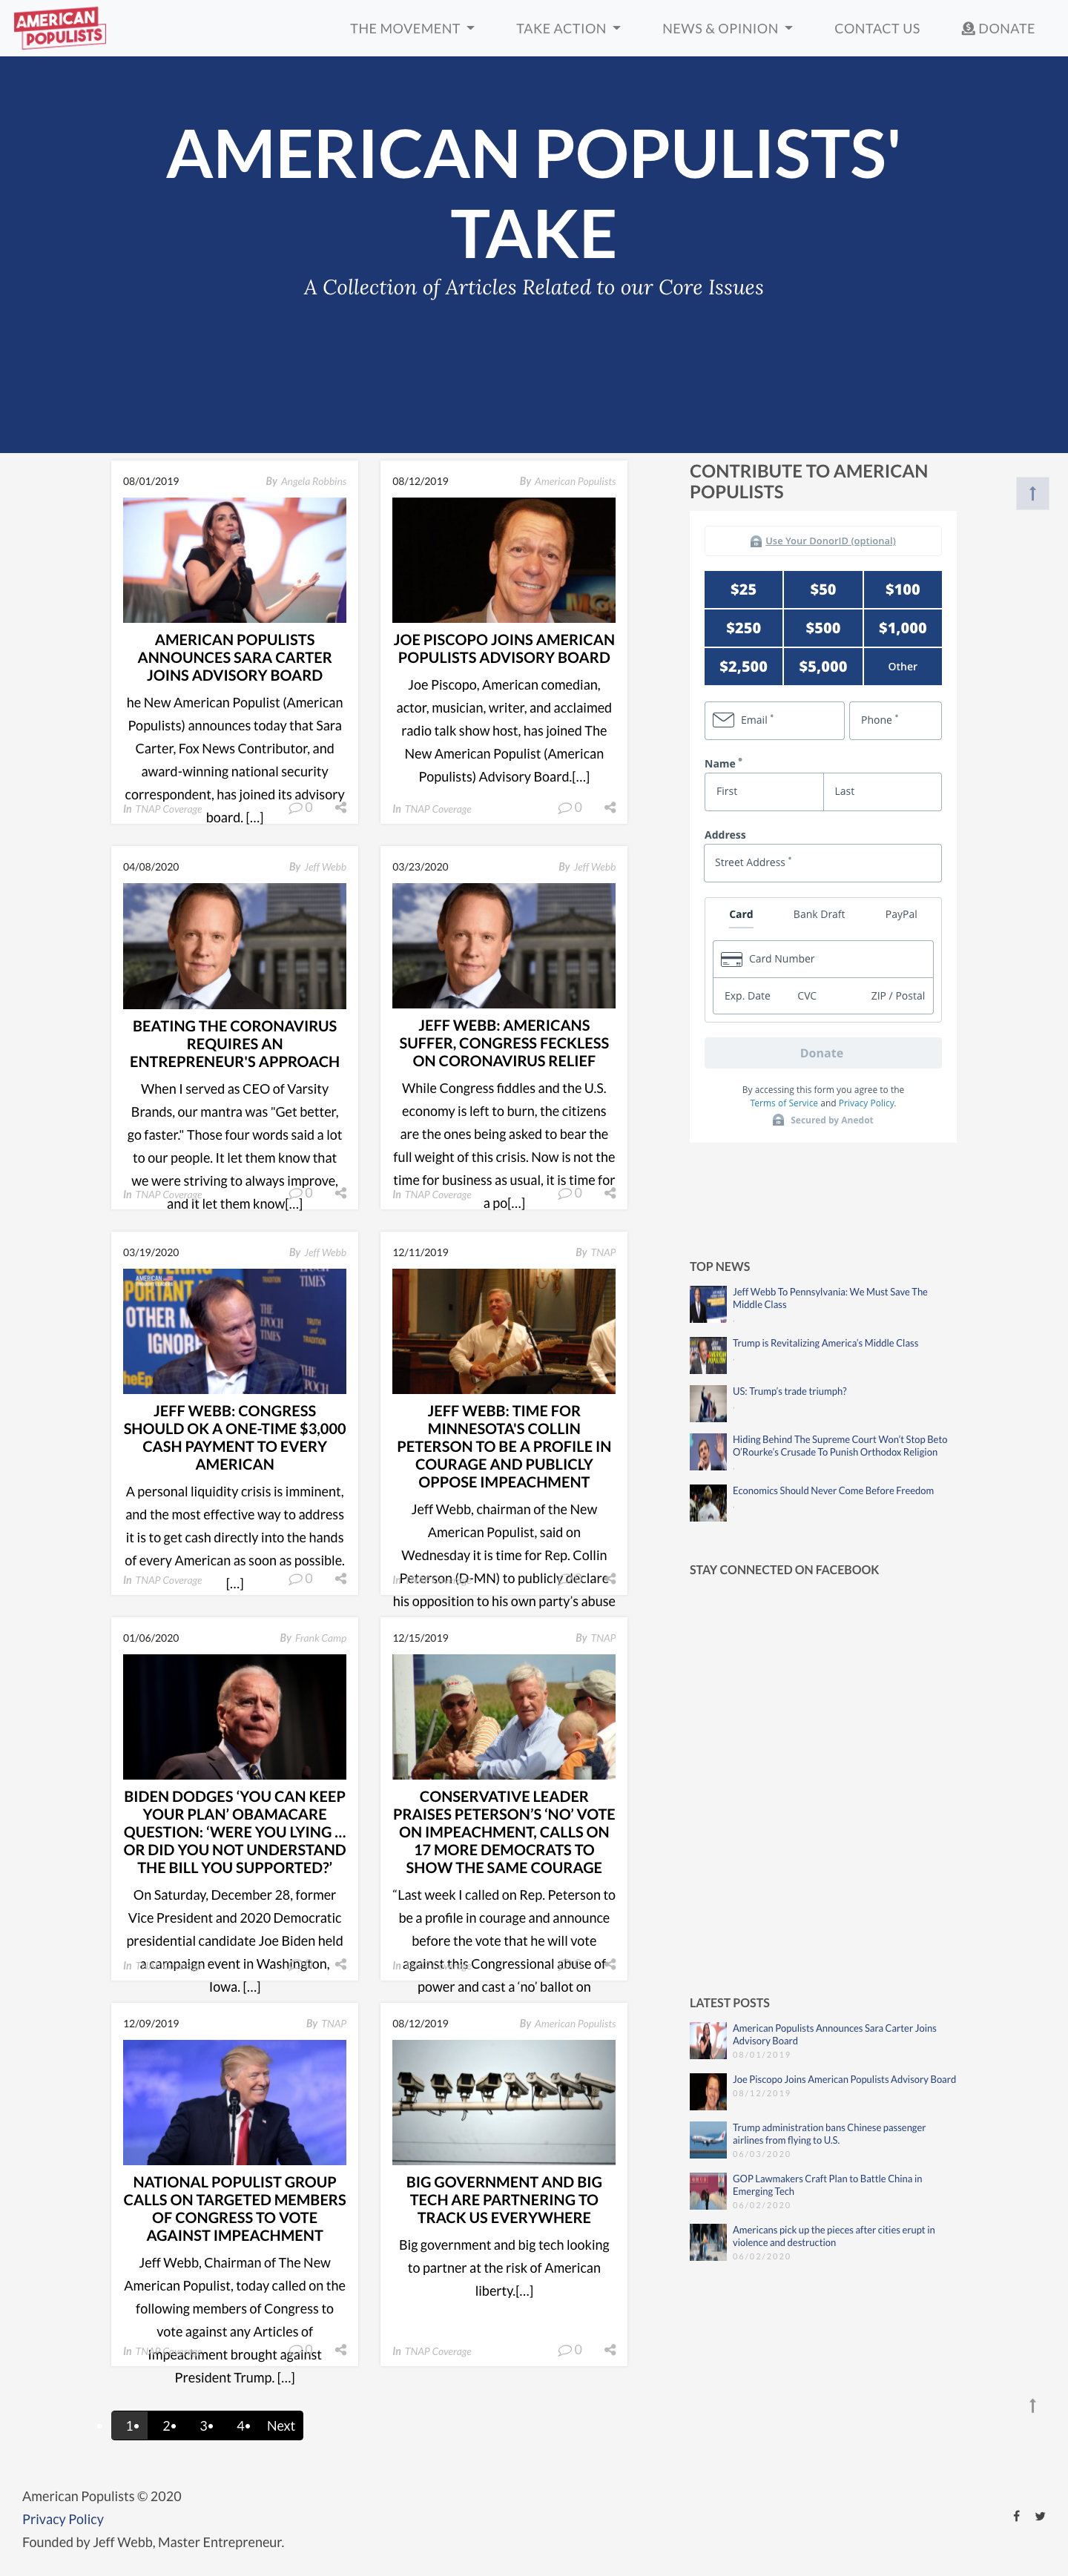 AMERICAN
POPULISTS
THE MOVEMENT
TAKE ACTION
NEWS & OPINION
CONTACT US
DONATE
AMERICAN POPULISTS'
TAKE
A Collection of Articles Related to our Core Issues
08/01/2019
By Angela Robbins
AMERICAN POPULISTS
ANNOUNCES SARA CARTER
JOINS ADVISORY BOARD
he New American Populist (American
Populists) announces today that Sara
Carter, Fox News Contributor, and
award-winning national security
correspondent, has joined its advisory
board. [...]
In TNAP Coverage
0
08/12/2019
By American Populists
JOE PISCOPO JOINS AMERICAN
POPULISTS ADVISORY BOARD
Joe Piscopo, American comedian,
actor, musician, writer, and acclaimed
radio talk show host, has joined The
New American Populist (American
Populists) Advisory Board.[...]
In TNAP Coverage
0
04/08/2020
By Jeff Webb
BEATING THE CORONAVIRUS
REQUIRES AN
ENTREPRENEUR'S APPROACH
When I served as CEO of Varsity
Brands, our mantra was "Get better,
go faster." Those four words said a lot
to our people. It let them know that
we were striving to always improve,
and it let them know[...]
In TNAP Coverage
0
03/23/2020
By Jeff Webb
JEFF WEBB: AMERICANS
SUFFER, CONGRESS FECKLESS
ON CORONAVIRUS RELIEF
While Congress fiddles and the U.S.
economy is left to burn, the citizens
are the ones being asked to bear the
full weight of this crisis. Now is not the
time for business as usual, it is time for
a po[...]
In TNAP Coverage
0
03/19/2020
By Jeff Webb
JEFF WEBB: CONGRESS
SHOULD OK A ONE-TIME $3,000
CASH PAYMENT TO EVERY
AMERICAN
A personal liquidity crisis is imminent,
and the most effective way to address
it is to get cash directly into the hands
of every American as soon as possible.
[...]
In TNAP Coverage
0
12/11/2019
By TNAP
JEFF WEBB: TIME FOR
MINNESOTA'S COLLIN
PETERSON TO BE A PROFILE IN
COURAGE AND PUBLICLY
OPPOSE IMPEACHMENT
Jeff Webb, chairman of the New
American Populist, said on
Wednesday it is time for Rep. Collin
Peterson (D-MN) to publicly declare
his opposition to his own party’s abuse
01/06/2020
By Frank Camp
BIDEN DODGES ‘YOU CAN KEEP
YOUR PLAN’ OBAMACARE
QUESTION: ‘WERE YOU LYING ...
OR DID YOU NOT UNDERSTAND
THE BILL YOU SUPPORTED?’
On Saturday, December 28, former
Vice President and 2020 Democratic
presidential candidate Joe Biden held
a campaign event in Washington,
Iowa. [...]
12/15/2019
By TNAP
CONSERVATIVE LEADER
PRAISES PETERSON’S ‘NO’ VOTE
ON IMPEACHMENT, CALLS ON
17 MORE DEMOCRATS TO
SHOW THE SAME COURAGE
“Last week I called on Rep. Peterson to
be a profile in courage and announce
before the vote that he will vote
against this Congressional abuse of
power and cast a ‘no’ ballot on
12/09/2019
By TNAP
NATIONAL POPULIST GROUP
CALLS ON TARGETED MEMBERS
OF CONGRESS TO VOTE
AGAINST IMPEACHMENT
Jeff Webb, Chairman of The New
American Populist, today called on the
following members of Congress to
vote against any Articles of
Impeachment brought against
President Trump. [...]
In TNAP Coverage
0
08/12/2019
By American Populists
BIG GOVERNMENT AND BIG
TECH ARE PARTNERING TO
TRACK US EVERYWHERE
Big government and big tech looking
to partner at the risk of American
liberty.[...]
In TNAP Coverage
0
1
2
3
4
Next
CONTRIBUTE TO AMERICAN
POPULISTS
Use Your DonorID (optional)
$25 $50 $100
$250 $500 $1,000
$2,500 $5,000 Other
Email *
Phone *
Name *
First
Last
Address
Street Address *
Card
Bank Draft
PayPal
Card Number
Exp. Date
CVC
ZIP / Postal
Donate
By accessing this form you agree to the
Terms of Service and Privacy Policy.
Secured by Anedot
TOP NEWS
Jeff Webb To Pennsylvania: We Must Save The
Middle Class
Trump is Revitalizing America’s Middle Class
US: Trump’s trade triumph?
Hiding Behind The Supreme Court Won’t Stop Beto
O’Rourke’s Crusade To Punish Orthodox Religion
Economics Should Never Come Before Freedom
STAY CONNECTED ON FACEBOOK
LATEST POSTS
American Populists Announces Sara Carter Joins
Advisory Board
08/01/2019
Joe Piscopo Joins American Populists Advisory Board
08/12/2019
Trump administration bans Chinese passenger
airlines from flying to U.S.
06/03/2020
GOP Lawmakers Craft Plan to Battle China in
Emerging Tech
06/02/2020
Americans pick up the pieces after cities erupt in
violence and destruction
06/02/2020
American Populists © 2020
Privacy Policy
Founded by Jeff Webb, Master Entrepreneur.